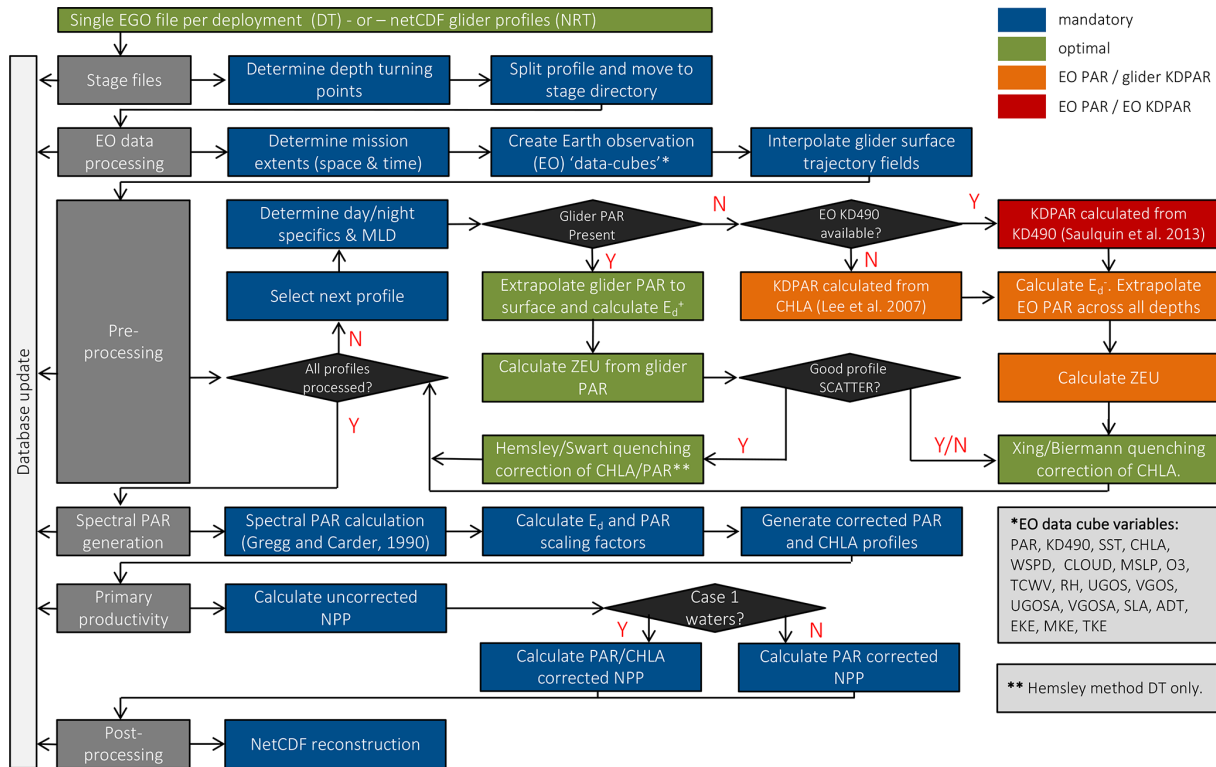 Single EGO file per deployment (DT) - or – netCDF glider profiles (NRT)
mandatory
optimal
EO PAR / glider KDPAR
EO PAR / EO KDPAR
Database update
Stage files
Determine depth turning
points
Split profile and move to
stage directory
EO data
processing
Determine mission
extents (space & time)
Create Earth observation
(EO) ‘data-cubes’*
Interpolate glider surface
trajectory fields
Pre-
processing
Determine day/night
specifics & MLD
Glider PAR
Present
N
EO KD490
available?
Y
KDPAR calculated from
KD490 (Saulquin et al. 2013)
Y
N
Select next profile
Extrapolate glider PAR to
surface and calculate Ed+
KDPAR calculated from
CHLA (Lee et al. 2007)
Calculate Ed-. Extrapolate
EO PAR across all depths
N
All profiles
processed?
Calculate ZEU from glider
PAR
Good profile
SCATTER?
Calculate ZEU
Y
Hemsley/Swart quenching
correction of CHLA/PAR**
Y
Y/N
Xing/Biermann quenching
correction of CHLA.
Spectral PAR
generation
Spectral PAR calculation
(Gregg and Carder, 1990)
Calculate Ed and PAR
scaling factors
Generate corrected PAR
and CHLA profiles
*EO data cube variables:
PAR, KD490, SST, CHLA,
WSPD, CLOUD, MSLP, O3,
TCWV, RH, UGOS, VGOS,
UGOSA, VGOSA, SLA, ADT,
EKE, MKE, TKE
Primary
productivity
Calculate uncorrected
NPP
Case 1
waters?
Y
N
Calculate PAR/CHLA
corrected NPP
Calculate PAR corrected
NPP
** Hemsley method DT only.
Post-
processing
NetCDF reconstruction